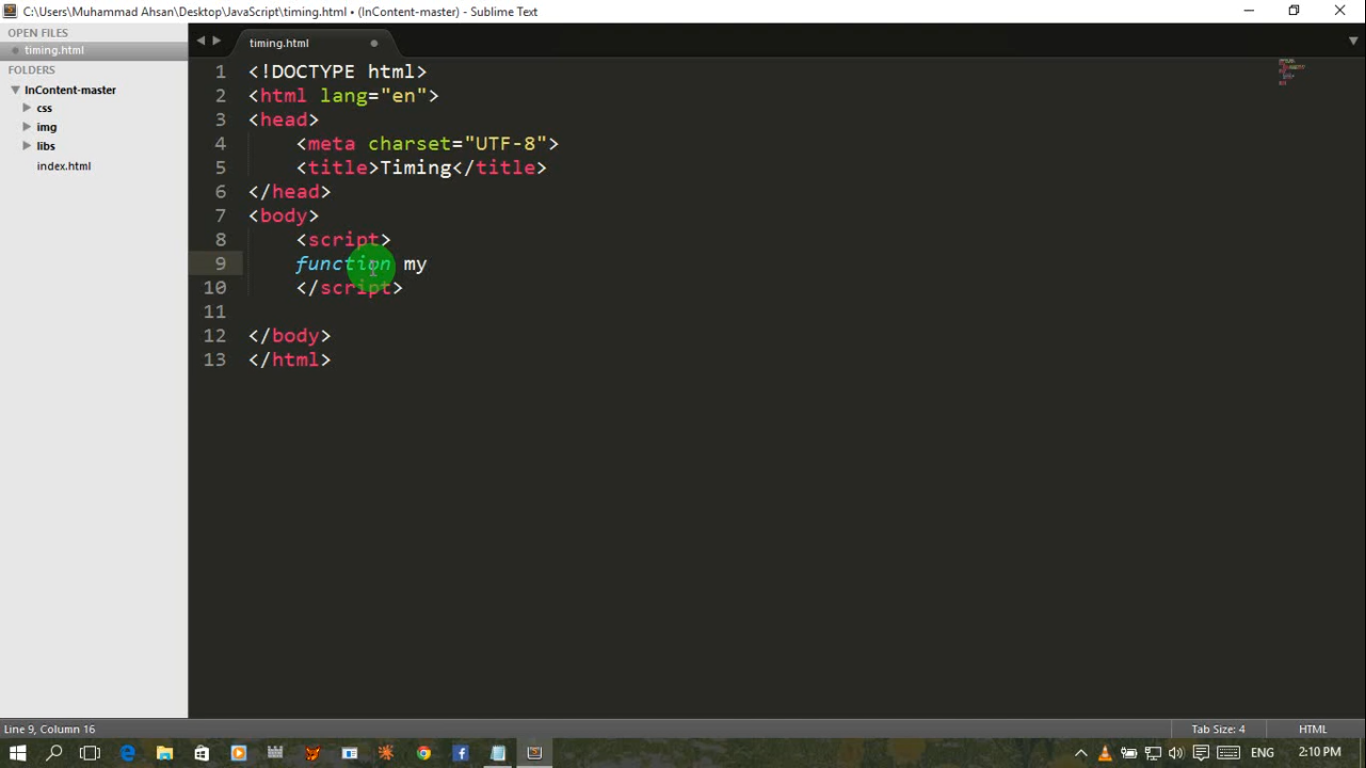 C:\Users\Muhammad Ahsan\Desktop\JavaScript\timing.html • (InContent-master) - Sublime Text
OPEN FILES
timing.html
FOLDERS
InContent-master
css
img
libs
index.html
timing.html
1 <!DOCTYPE html>
2 <html lang="en">
3 <head>
4 <meta charset="UTF-8">
5 <title>Timing</title>
6 </head>
7 <body>
8 <script>
9 function my
10 </script>
11
12 </body>
13 </html>
Line 9, Column 16
Tab Size: 4
HTML
ENG
2:10 PM